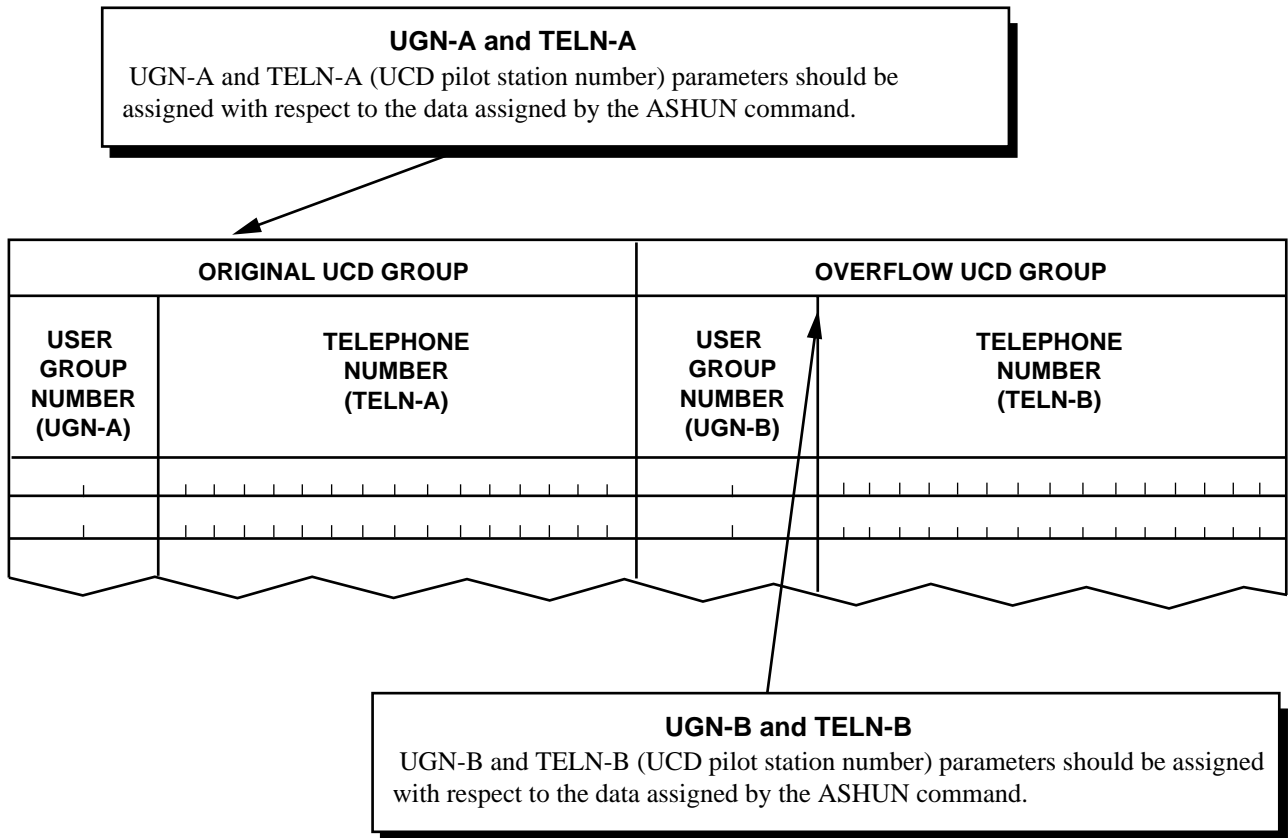 UGN-A and TELN-A
UGN-A and TELN-A (UCD pilot station number) parameters should be
assigned with respect to the data assigned by the ASHUN command.
ORIGINAL UCD GROUP
OVERFLOW UCD GROUP
USER
GROUP
NUMBER
(UGN-A)
TELEPHONE
NUMBER
(TELN-A)
USER
GROUP
NUMBER
(UGN-B)
TELEPHONE
NUMBER
(TELN-B)
UGN-B and TELN-B
UGN-B and TELN-B (UCD pilot station number) parameters should be assigned
with respect to the data assigned by the ASHUN command.